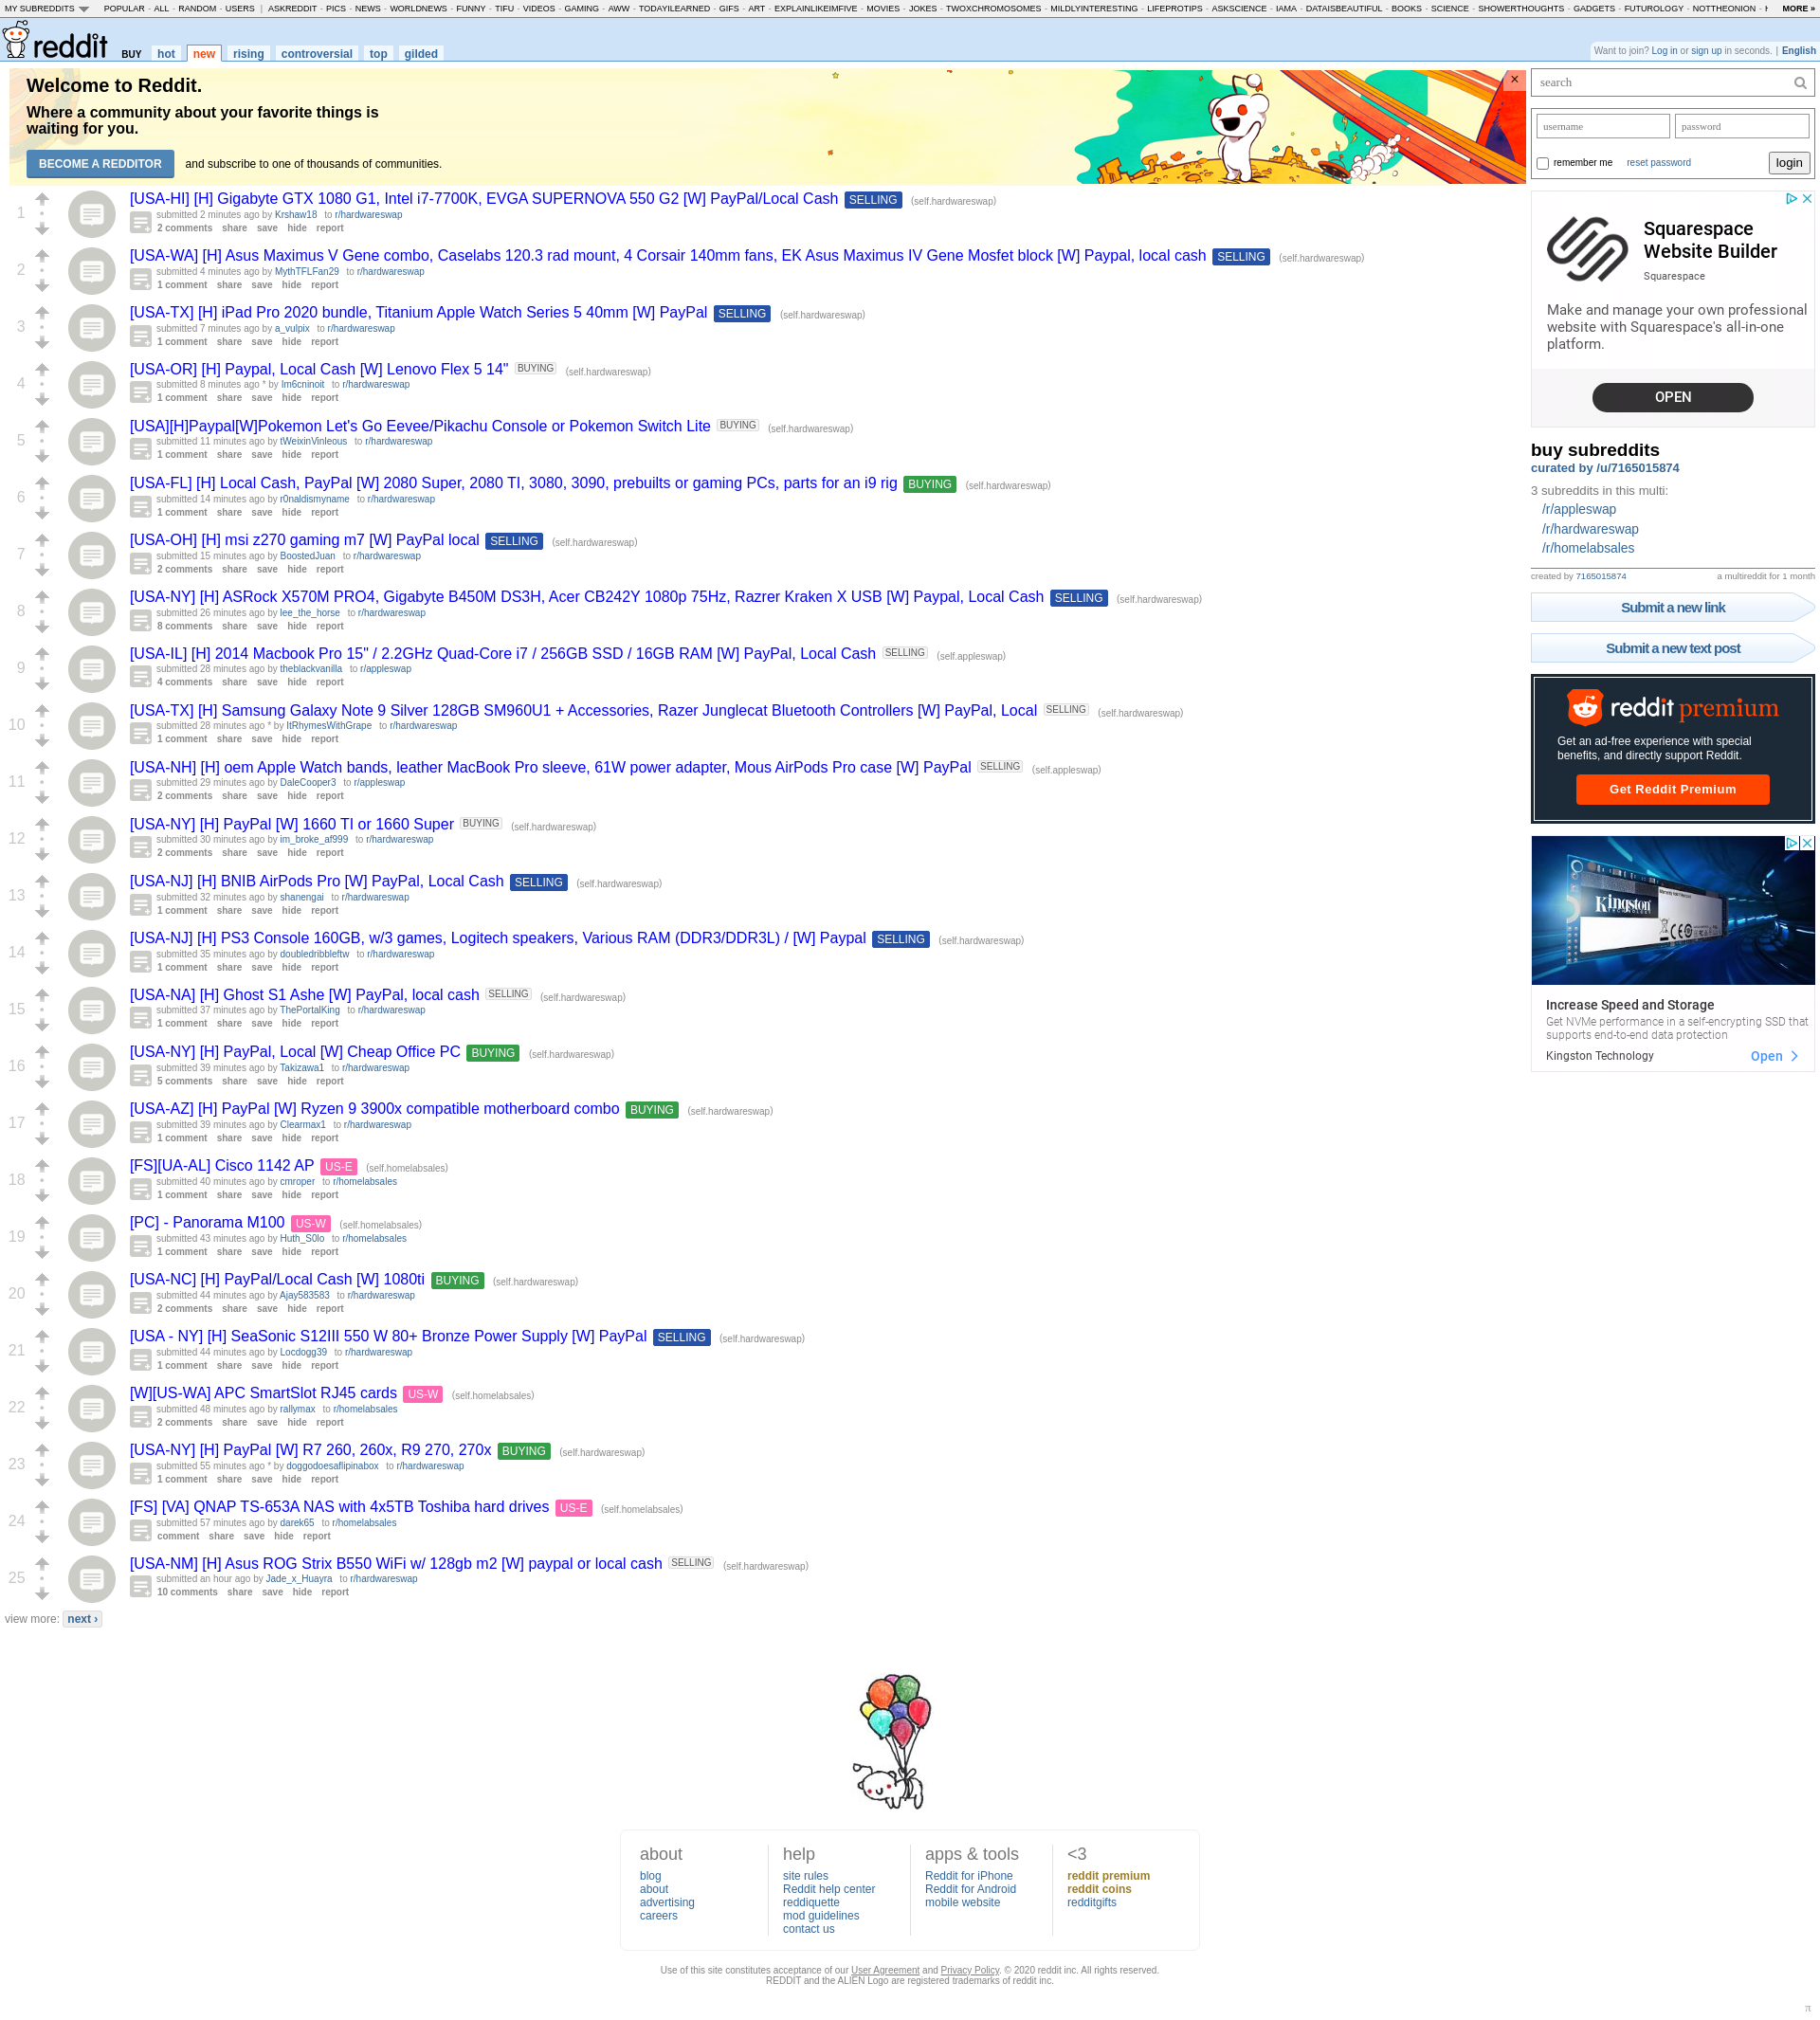 MY SUBREDDITS POPULAR - ALL - RANDOM - USERS | ASKREDDIT - PICS - NEWS - WORLDNEWS - FUNNY - TIFU - VIDEOS - GAMING - AWW - TODAYILEARNED - GIFS - ART - EXPLAINLIKEIMFIVE - MOVIES - JOKES - TWOXCHROMOSOMES - MILDLYINTERESTING - LIFEPROTIPS - ASKSCIENCE - IAMA - DATAISBEAUTIFUL - BOOKS - SCIENCE - SHOWERTHOUGHTS - GADGETS - FUTUROLOGY - NOTTHEONION - MORE »
reddit BUY hot new rising controversial top gilded
Want to join? Log in or sign up in seconds. | English
Welcome to Reddit.
Where a community about your favorite things is
waiting for you.
BECOME A REDDITOR and subscribe to one of thousands of communities.
×
1
[USA-HI] [H] Gigabyte GTX 1080 G1, Intel i7-7700K, EVGA SUPERNOVA 550 G2 [W] PayPal/Local Cash SELLING (self.hardwareswap)
submitted 2 minutes ago by Krshaw18 to r/hardwareswap
2 comments share save hide report
2
[USA-WA] [H] Asus Maximus V Gene combo, Caselabs 120.3 rad mount, 4 Corsair 140mm fans, EK Asus Maximus IV Gene Mosfet block [W] Paypal, local cash SELLING (self.hardwareswap)
submitted 4 minutes ago by MythTFLFan29 to r/hardwareswap
1 comment share save hide report
3
[USA-TX] [H] iPad Pro 2020 bundle, Titanium Apple Watch Series 5 40mm [W] PayPal SELLING (self.hardwareswap)
submitted 7 minutes ago by a_vulpix to r/hardwareswap
1 comment share save hide report
4
[USA-OR] [H] Paypal, Local Cash [W] Lenovo Flex 5 14" BUYING (self.hardwareswap)
submitted 8 minutes ago * by Im6cninoit to r/hardwareswap
1 comment share save hide report
5
[USA][H]Paypal[W]Pokemon Let's Go Eevee/Pikachu Console or Pokemon Switch Lite BUYING (self.hardwareswap)
submitted 11 minutes ago by tWeixinVinleous to r/hardwareswap
1 comment share save hide report
6
[USA-FL] [H] Local Cash, PayPal [W] 2080 Super, 2080 TI, 3080, 3090, prebuilts or gaming PCs, parts for an i9 rig BUYING (self.hardwareswap)
submitted 14 minutes ago by r0naldismyname to r/hardwareswap
1 comment share save hide report
7
[USA-OH] [H] msi z270 gaming m7 [W] PayPal local SELLING (self.hardwareswap)
submitted 15 minutes ago by BoostedJuan to r/hardwareswap
2 comments share save hide report
8
[USA-NY] [H] ASRock X570M PRO4, Gigabyte B450M DS3H, Acer CB242Y 1080p 75Hz, Razrer Kraken X USB [W] Paypal, Local Cash SELLING (self.hardwareswap)
submitted 26 minutes ago by lee_the_horse to r/hardwareswap
8 comments share save hide report
9
[USA-IL] [H] 2014 Macbook Pro 15" / 2.2GHz Quad-Core i7 / 256GB SSD / 16GB RAM [W] PayPal, Local Cash SELLING (self.appleswap)
submitted 28 minutes ago by theblackvanilla to r/appleswap
4 comments share save hide report
10
[USA-TX] [H] Samsung Galaxy Note 9 Silver 128GB SM960U1 + Accessories, Razer Junglecat Bluetooth Controllers [W] PayPal, Local SELLING (self.hardwareswap)
submitted 28 minutes ago * by ItRhymesWithGrape to r/hardwareswap
1 comment share save hide report
11
[USA-NH] [H] oem Apple Watch bands, leather MacBook Pro sleeve, 61W power adapter, Mous AirPods Pro case [W] PayPal SELLING (self.appleswap)
submitted 29 minutes ago by DaleCooper3 to r/appleswap
2 comments share save hide report
12
[USA-NY] [H] PayPal [W] 1660 TI or 1660 Super BUYING (self.hardwareswap)
submitted 30 minutes ago by im_broke_af999 to r/hardwareswap
2 comments share save hide report
13
[USA-NJ] [H] BNIB AirPods Pro [W] PayPal, Local Cash SELLING (self.hardwareswap)
submitted 32 minutes ago by shanengai to r/hardwareswap
1 comment share save hide report
14
[USA-NJ] [H] PS3 Console 160GB, w/3 games, Logitech speakers, Various RAM (DDR3/DDR3L) / [W] Paypal SELLING (self.hardwareswap)
submitted 35 minutes ago by doubledribbleftw to r/hardwareswap
1 comment share save hide report
15
[USA-NA] [H] Ghost S1 Ashe [W] PayPal, local cash SELLING (self.hardwareswap)
submitted 37 minutes ago by ThePortalKing to r/hardwareswap
1 comment share save hide report
16
[USA-NY] [H] PayPal, Local [W] Cheap Office PC BUYING (self.hardwareswap)
submitted 39 minutes ago by Takizawa1 to r/hardwareswap
5 comments share save hide report
17
[USA-AZ] [H] PayPal [W] Ryzen 9 3900x compatible motherboard combo BUYING (self.hardwareswap)
submitted 39 minutes ago by Clearmax1 to r/hardwareswap
1 comment share save hide report
18
[FS][UA-AL] Cisco 1142 AP US-E (self.homelabsales)
submitted 40 minutes ago by cmroper to r/homelabsales
1 comment share save hide report
19
[PC] - Panorama M100 US-W (self.homelabsales)
submitted 43 minutes ago by Huth_S0lo to r/homelabsales
1 comment share save hide report
20
[USA-NC] [H] PayPal/Local Cash [W] 1080ti BUYING (self.hardwareswap)
submitted 44 minutes ago by Ajay583583 to r/hardwareswap
2 comments share save hide report
21
[USA - NY] [H] SeaSonic S12III 550 W 80+ Bronze Power Supply [W] PayPal SELLING (self.hardwareswap)
submitted 44 minutes ago by Locdogg39 to r/hardwareswap
1 comment share save hide report
22
[W][US-WA] APC SmartSlot RJ45 cards US-W (self.homelabsales)
submitted 48 minutes ago by rallymax to r/homelabsales
2 comments share save hide report
23
[USA-NY] [H] PayPal [W] R7 260, 260x, R9 270, 270x BUYING (self.hardwareswap)
submitted 55 minutes ago * by doggodoesaflipinabox to r/hardwareswap
1 comment share save hide report
24
[FS] [VA] QNAP TS-653A NAS with 4x5TB Toshiba hard drives US-E (self.homelabsales)
submitted 57 minutes ago by darek65 to r/homelabsales
comment share save hide report
25
[USA-NM] [H] Asus ROG Strix B550 WiFi w/ 128gb m2 [W] paypal or local cash SELLING (self.hardwareswap)
submitted an hour ago by Jade_x_Huayra to r/hardwareswap
10 comments share save hide report
view more: next ›
search
username password
remember me reset password login
Squarespace
Website Builder
Squarespace
Make and manage your own professional
website with Squarespace's all-in-one
platform.
OPEN
buy subreddits
curated by /u/7165015874
3 subreddits in this multi:
/r/appleswap
/r/hardwareswap
/r/homelabsales
created by 7165015874 a multireddit for 1 month
Submit a new link
Submit a new text post
reddit premium
Get an ad-free experience with special
benefits, and directly support Reddit.
Get Reddit Premium
Kingston
TECHNOLOGY
Increase Speed and Storage
Get NVMe performance in a self-encrypting SSD that
supports end-to-end data protection
Kingston Technology Open
about
blog
about
advertising
careers
help
site rules
Reddit help center
reddiquette
mod guidelines
contact us
apps & tools
Reddit for iPhone
Reddit for Android
mobile website
<3
reddit premium
reddit coins
redditgifts
Use of this site constitutes acceptance of our User Agreement and Privacy Policy. © 2020 reddit inc. All rights reserved.
REDDIT and the ALIEN Logo are registered trademarks of reddit inc.
π